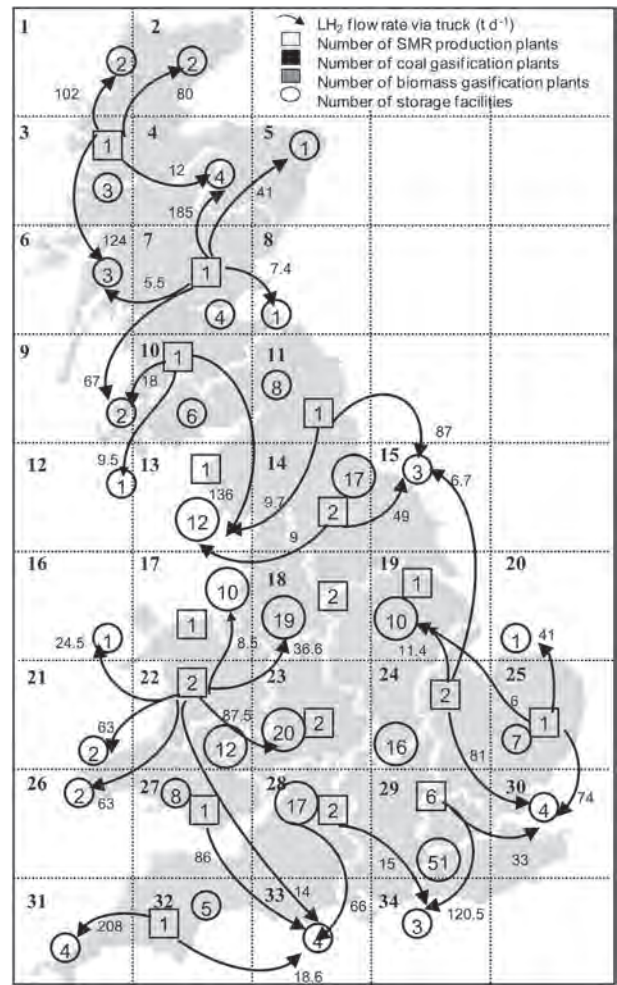 1 2
LH₂ flow rate via truck (t d⁻¹)
Number of SMR production plants
Number of coal gasification plants
Number of biomass gasification plants
Number of storage facilities
2 2
102 80
3 4 5
1 1
12 4
3 41
185
6 7 8
124
3 1 7.4
5.5
4 1
9 10 11
1
67 18 8
2 6 1
87
12 13 14 15
9.5 1 3
1 136 17 6.7
9.7
12 2 49
9
16 17 18 19 20
10 2 1
1 19 10
24.5 1 8.5 36.6 11.4 1 41
21 22 23 24 25
2 2 6
63 87.5 20 2 1
2 12 16 7
81
26 27 28 29 30
2 63 8 17 2 6 4 74
1
86 15 51 33
31 32 33 34
14 66
5 120.5
208 1 3
4 4
18.6